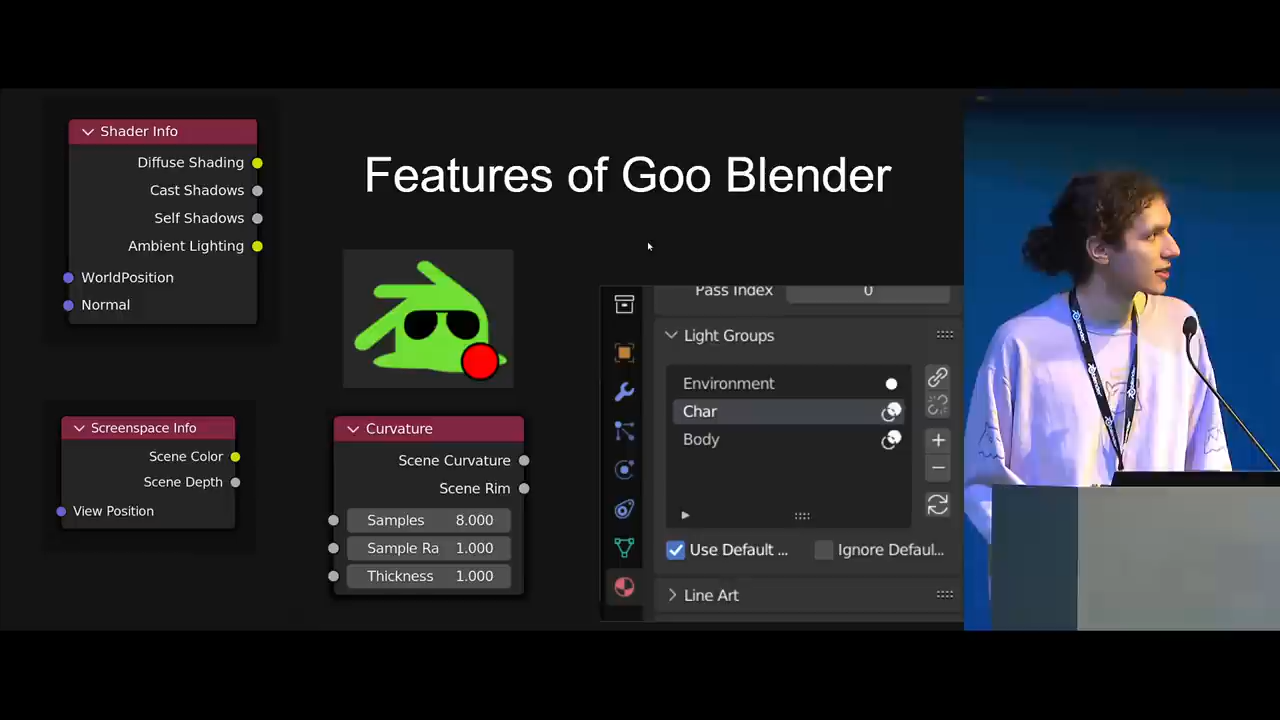 Features of Goo Blender
Shader Info
Diffuse Shading
Cast Shadows
Self Shadows
Ambient Lighting
WorldPosition
Normal
Screenspace Info
Scene Color
Scene Depth
View Position
Curvature
Scene Curvature
Scene Rim
Samples 8.000
Sample Ra 1.000
Thickness 1.000
Pass Index 0
Light Groups
Environment
Char
Body
Use Default ...
Ignore Defaul...
Line Art